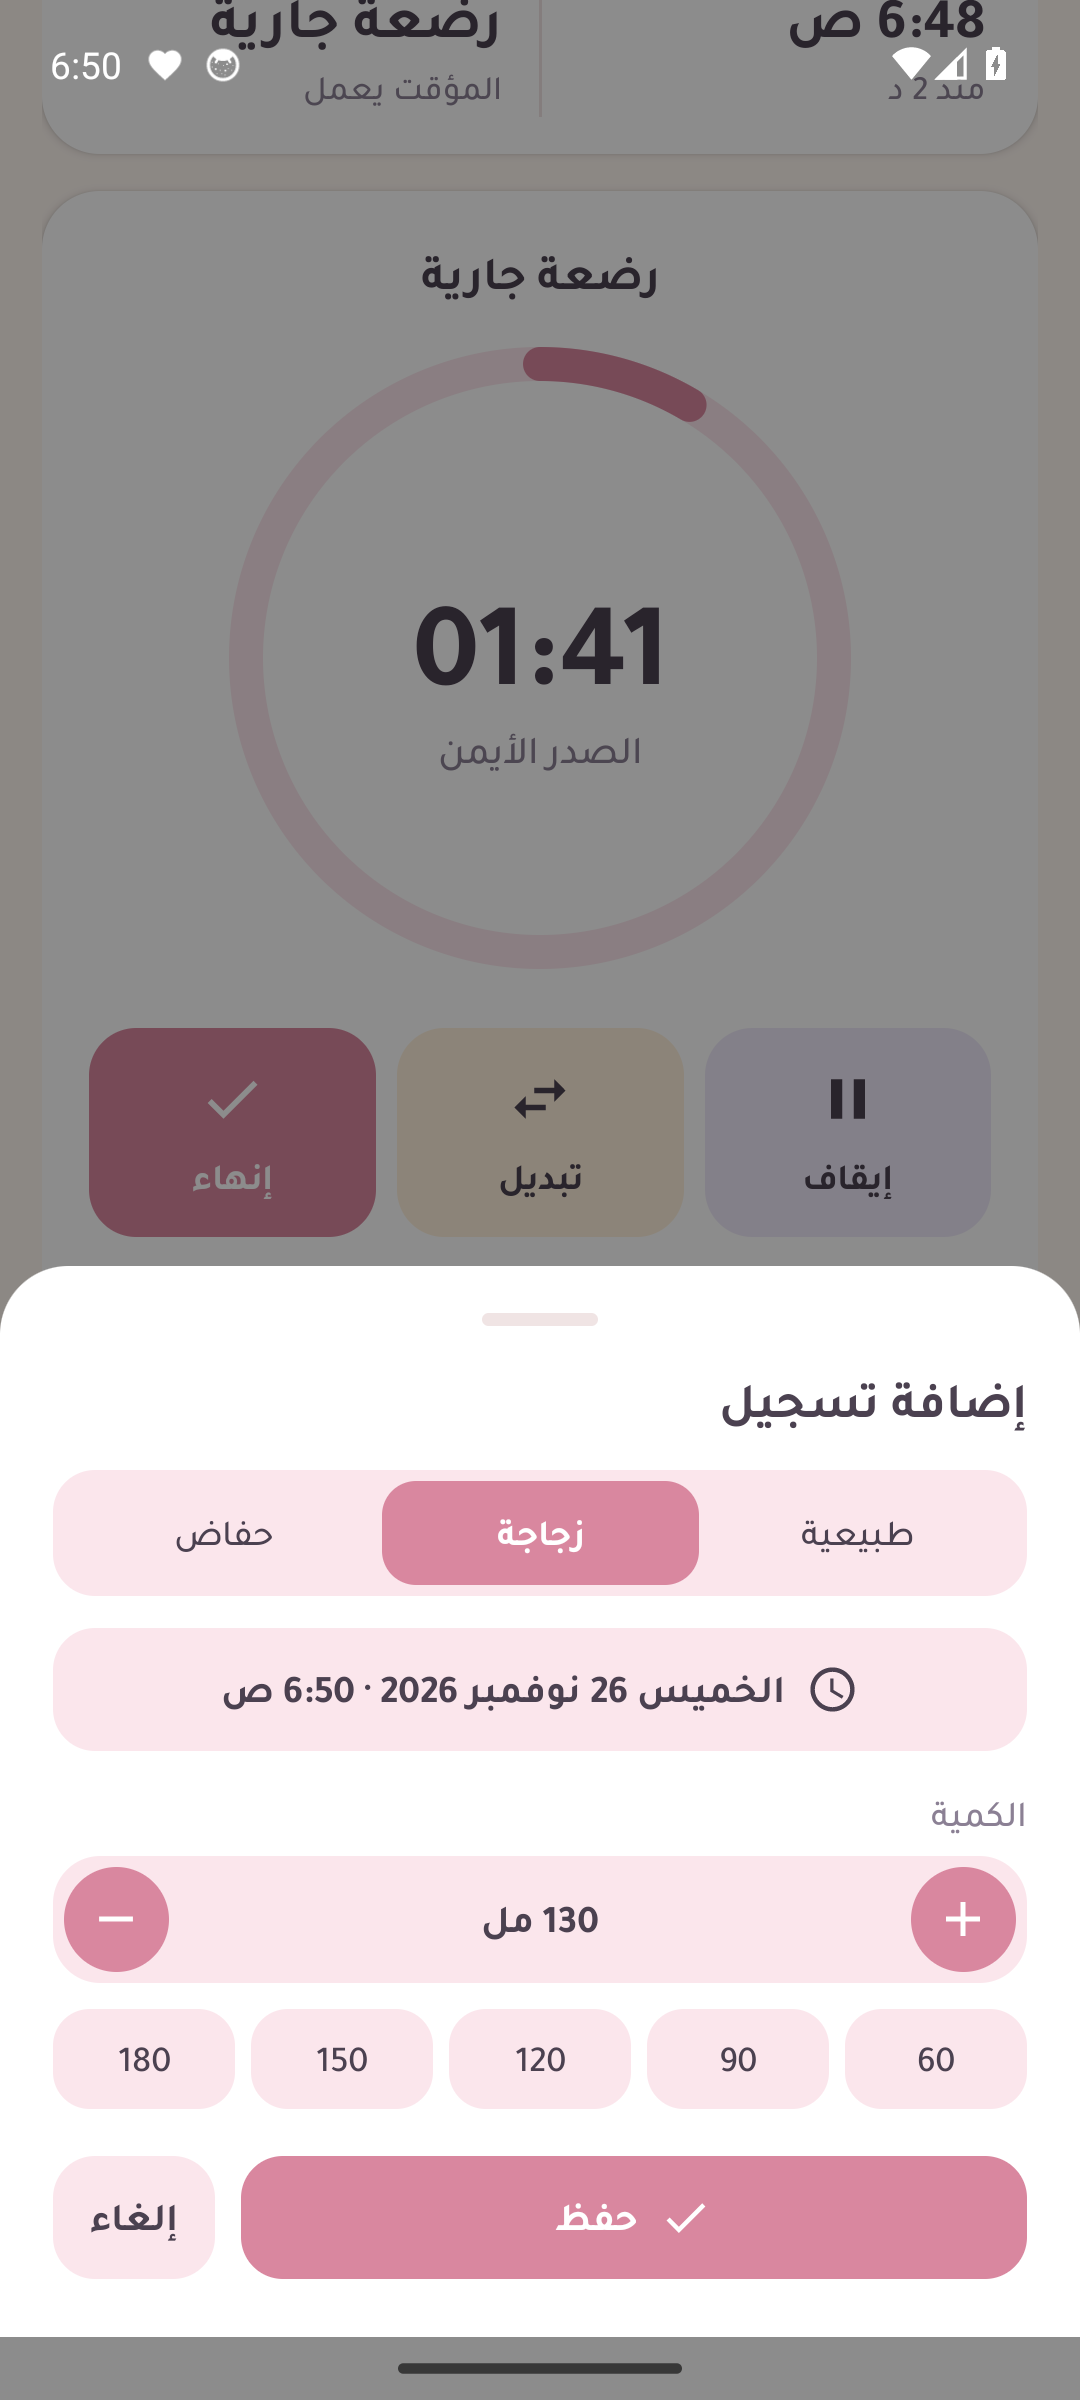 6:50
6:48 ص
رضعة جارية
منذ 2 د
المؤقت يعمل
رضعة جارية
01:41
الصدر الأيمن
إيقاف
تبديل
إنهاء
إضافة تسجيل
طبيعية
زجاجة
حفاض
الخميس 26 نوفمبر 2026 · 6:50 ص
الكمية
130 مل
60
90
120
150
180
حفظ
إلغاء